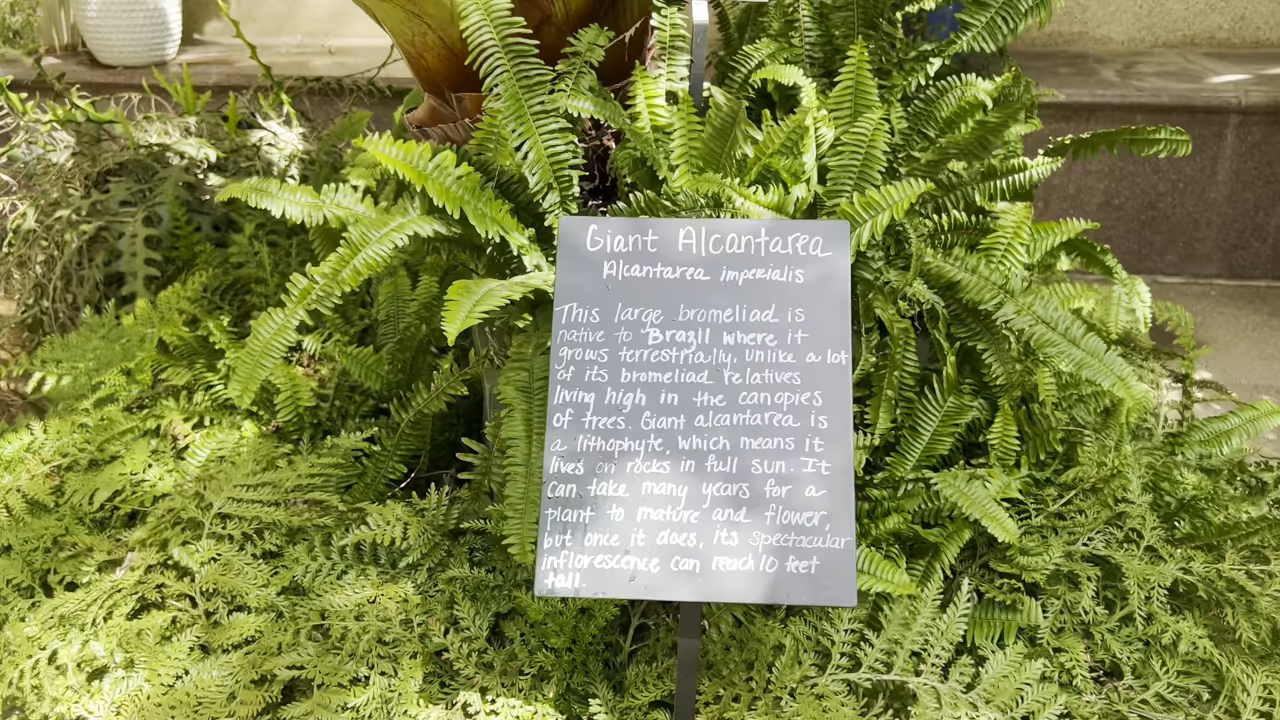 Giant Alcantarea
Alcantarea imperialis
This large bromeliad is
native to Brazil where it
grows terrestrially, unlike a lot
of its bromeliad relatives
living high in the canopies
of trees. Giant alcantarea is
a lithophyte, which means it
lives on rocks in full sun. It
can take many years for a
plant to mature and flower,
but once it does, its spectacular
inflorescence can reach 10 feet
tall.